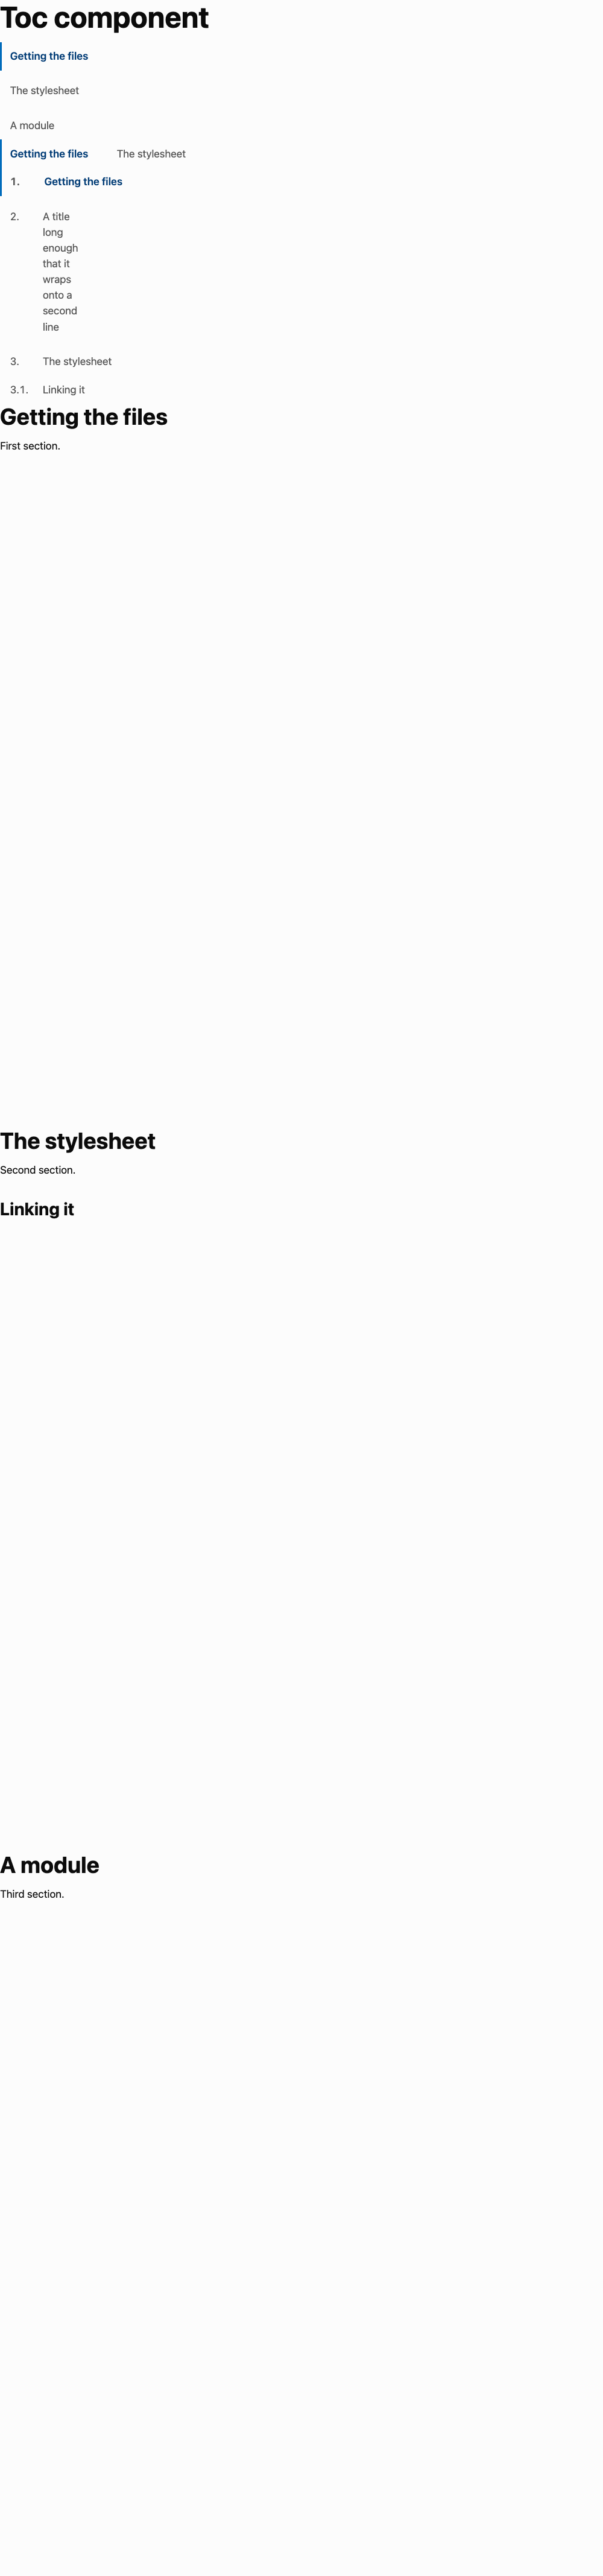 Toc component
Getting the files
The stylesheet
A module
Getting the files The stylesheet
1. Getting the files
2. A title
long
enough
that it
wraps
onto a
second
line
3. The stylesheet
3.1. Linking it
Getting the files
First section.
The stylesheet
Second section.
Linking it
A module
Third section.